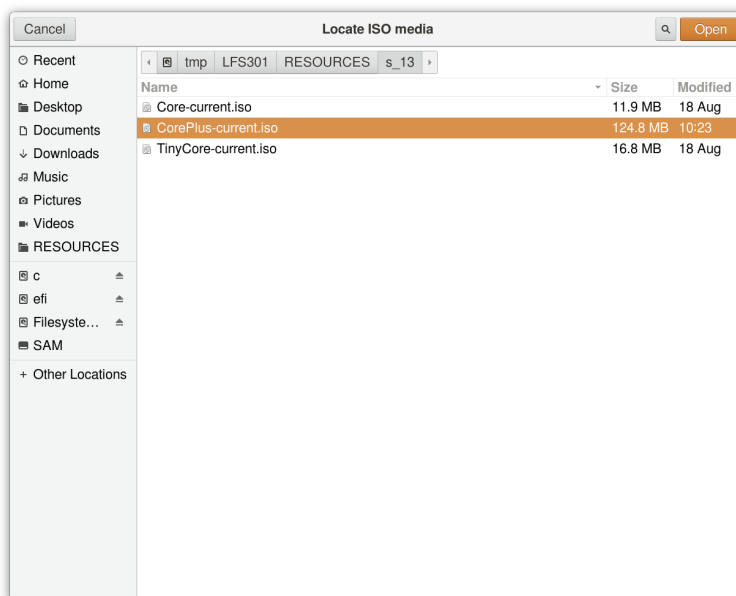 Cancel Locate ISO media Open
Recent
Home
Desktop
Documents
Downloads
Music
Pictures
Videos
RESOURCES
c
efi
Filesyste...
SAM
+ Other Locations
tmp LFS301 RESOURCES s_13
Name Size Modified
Core-current.iso 11.9 MB 18 Aug
CorePlus-current.iso 124.8 MB 10:23
TinyCore-current.iso 16.8 MB 18 Aug